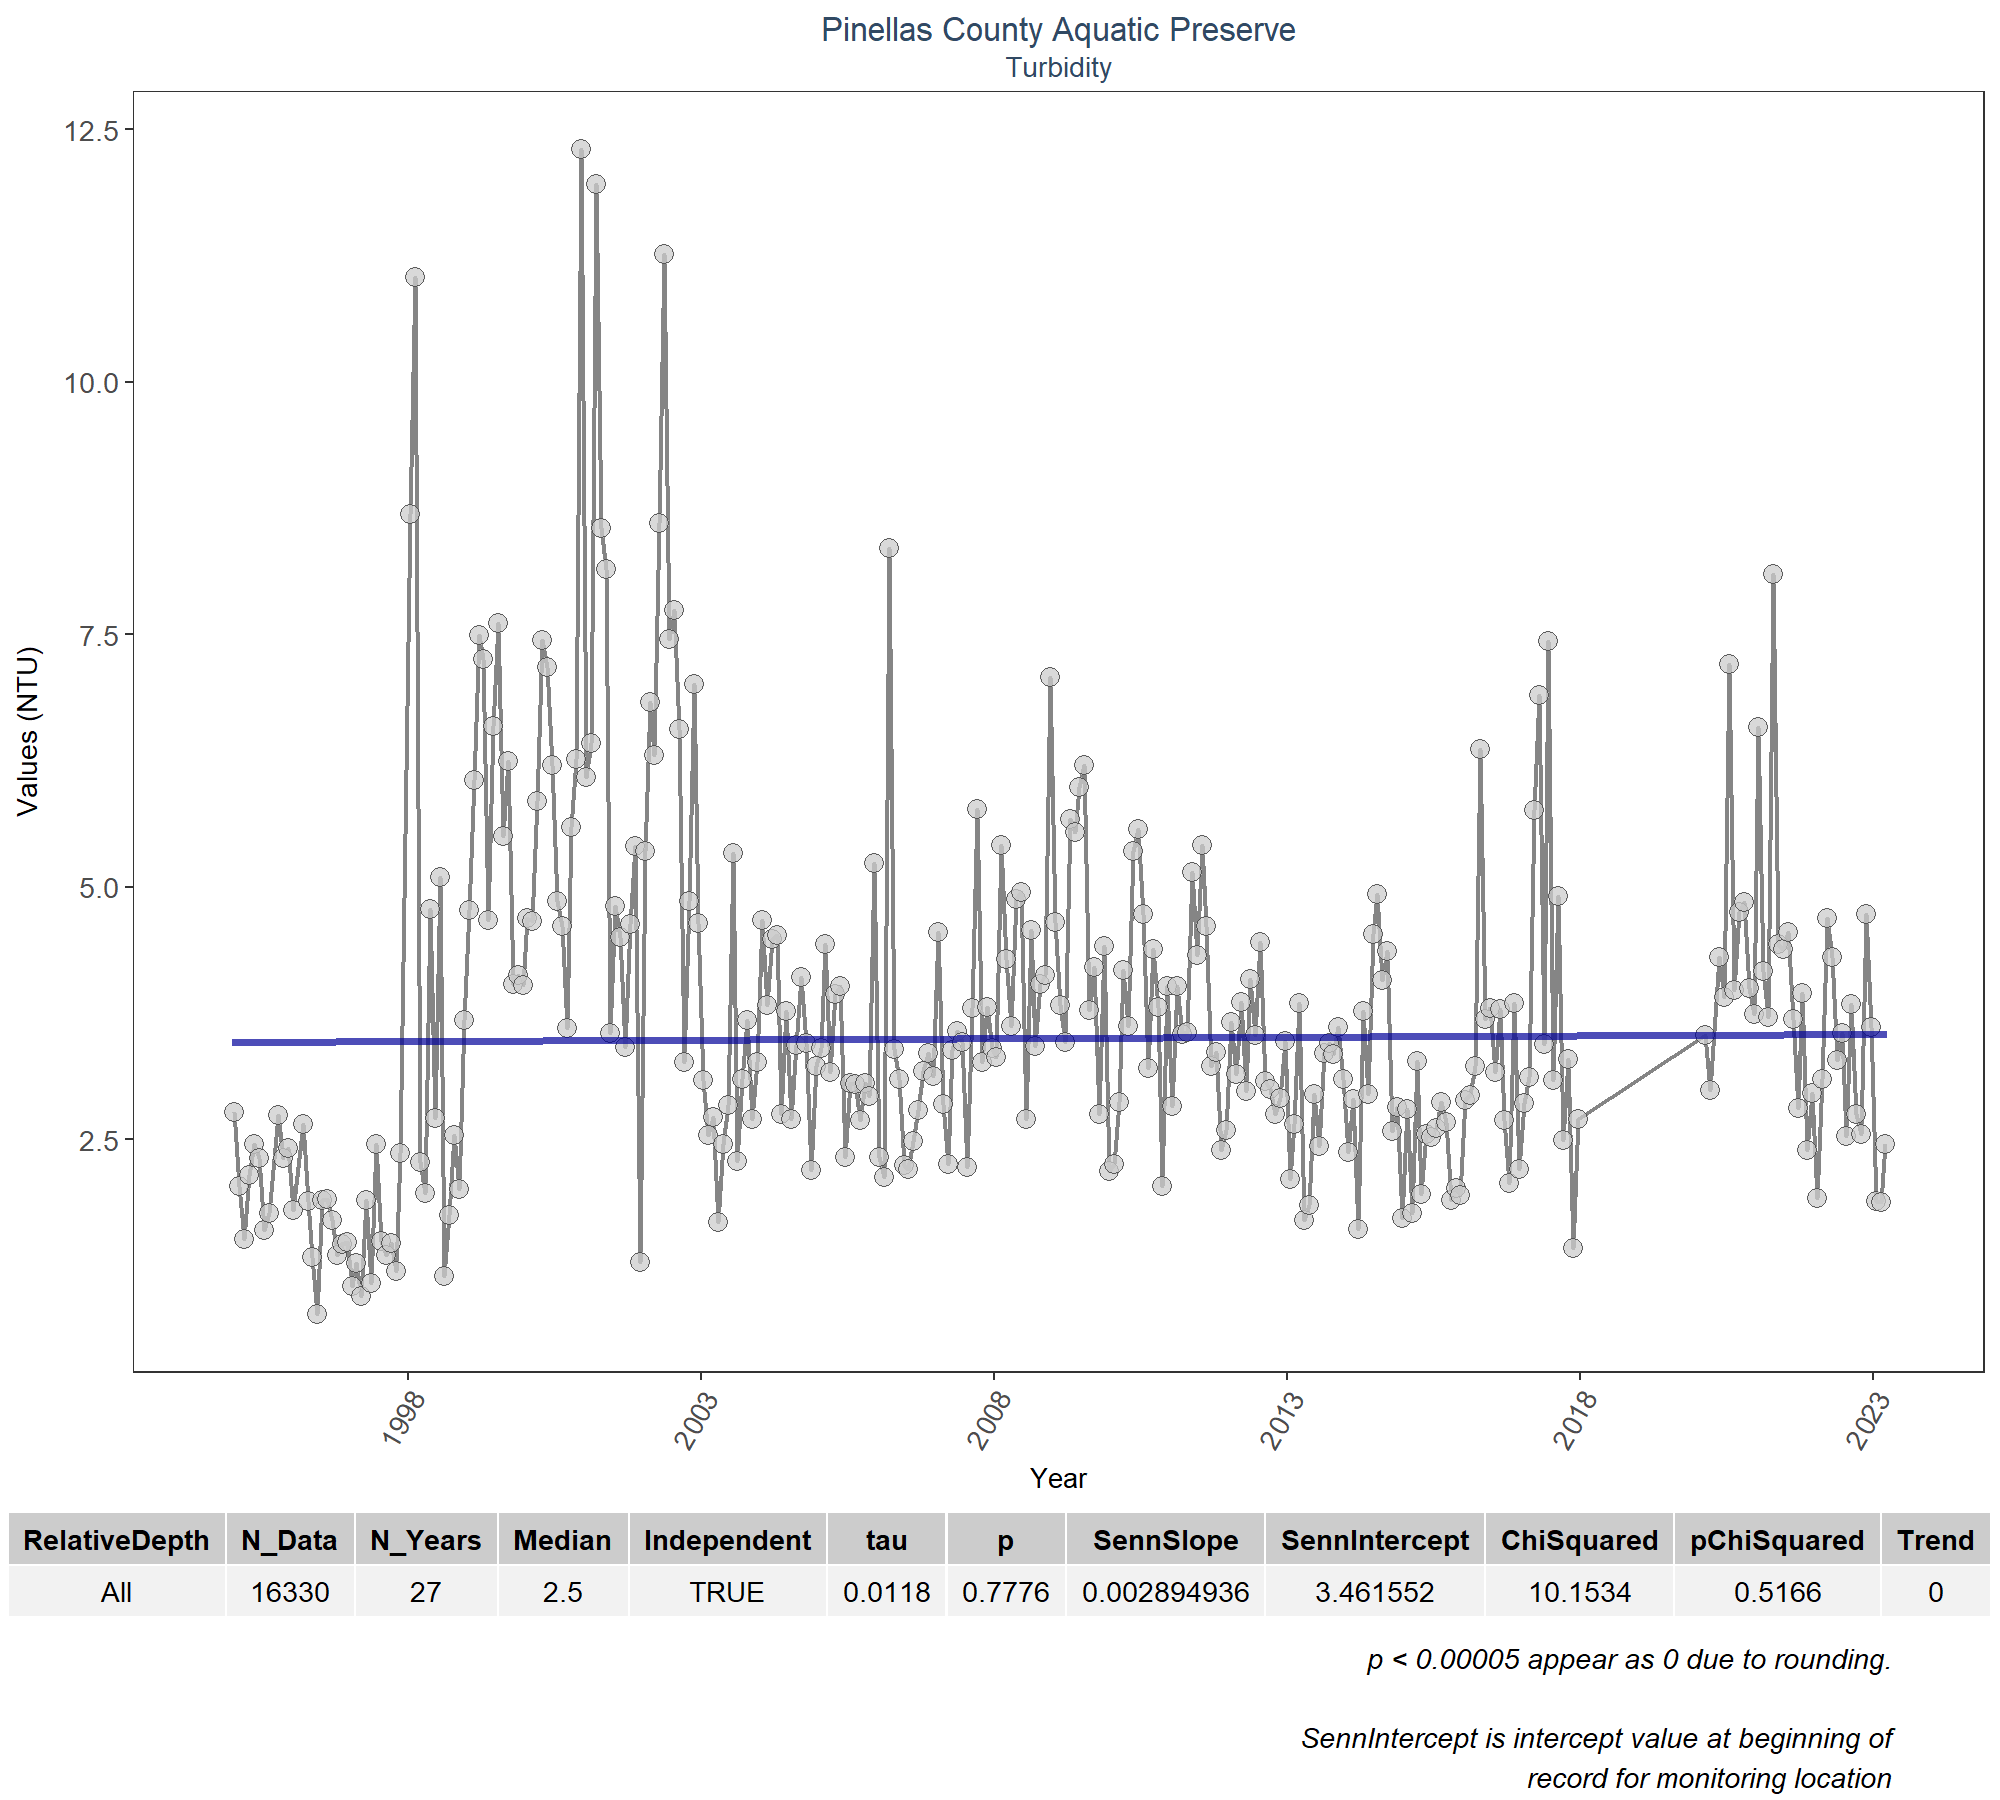 Pinellas County Aquatic Preserve
Turbidity
12.5
10.0
7.5
5.0
2.5
Values (NTU)
1998 2003 2008 2013 2018 2023
Year
RelativeDepth N_Data N_Years Median Independent tau p SennSlope SennIntercept ChiSquared pChiSquared Trend
All 16330 27 2.5 TRUE 0.0118 0.7776 0.002894936 3.461552 10.1534 0.5166 0
p < 0.00005 appear as 0 due to rounding.
SennIntercept is intercept value at beginning of
record for monitoring location